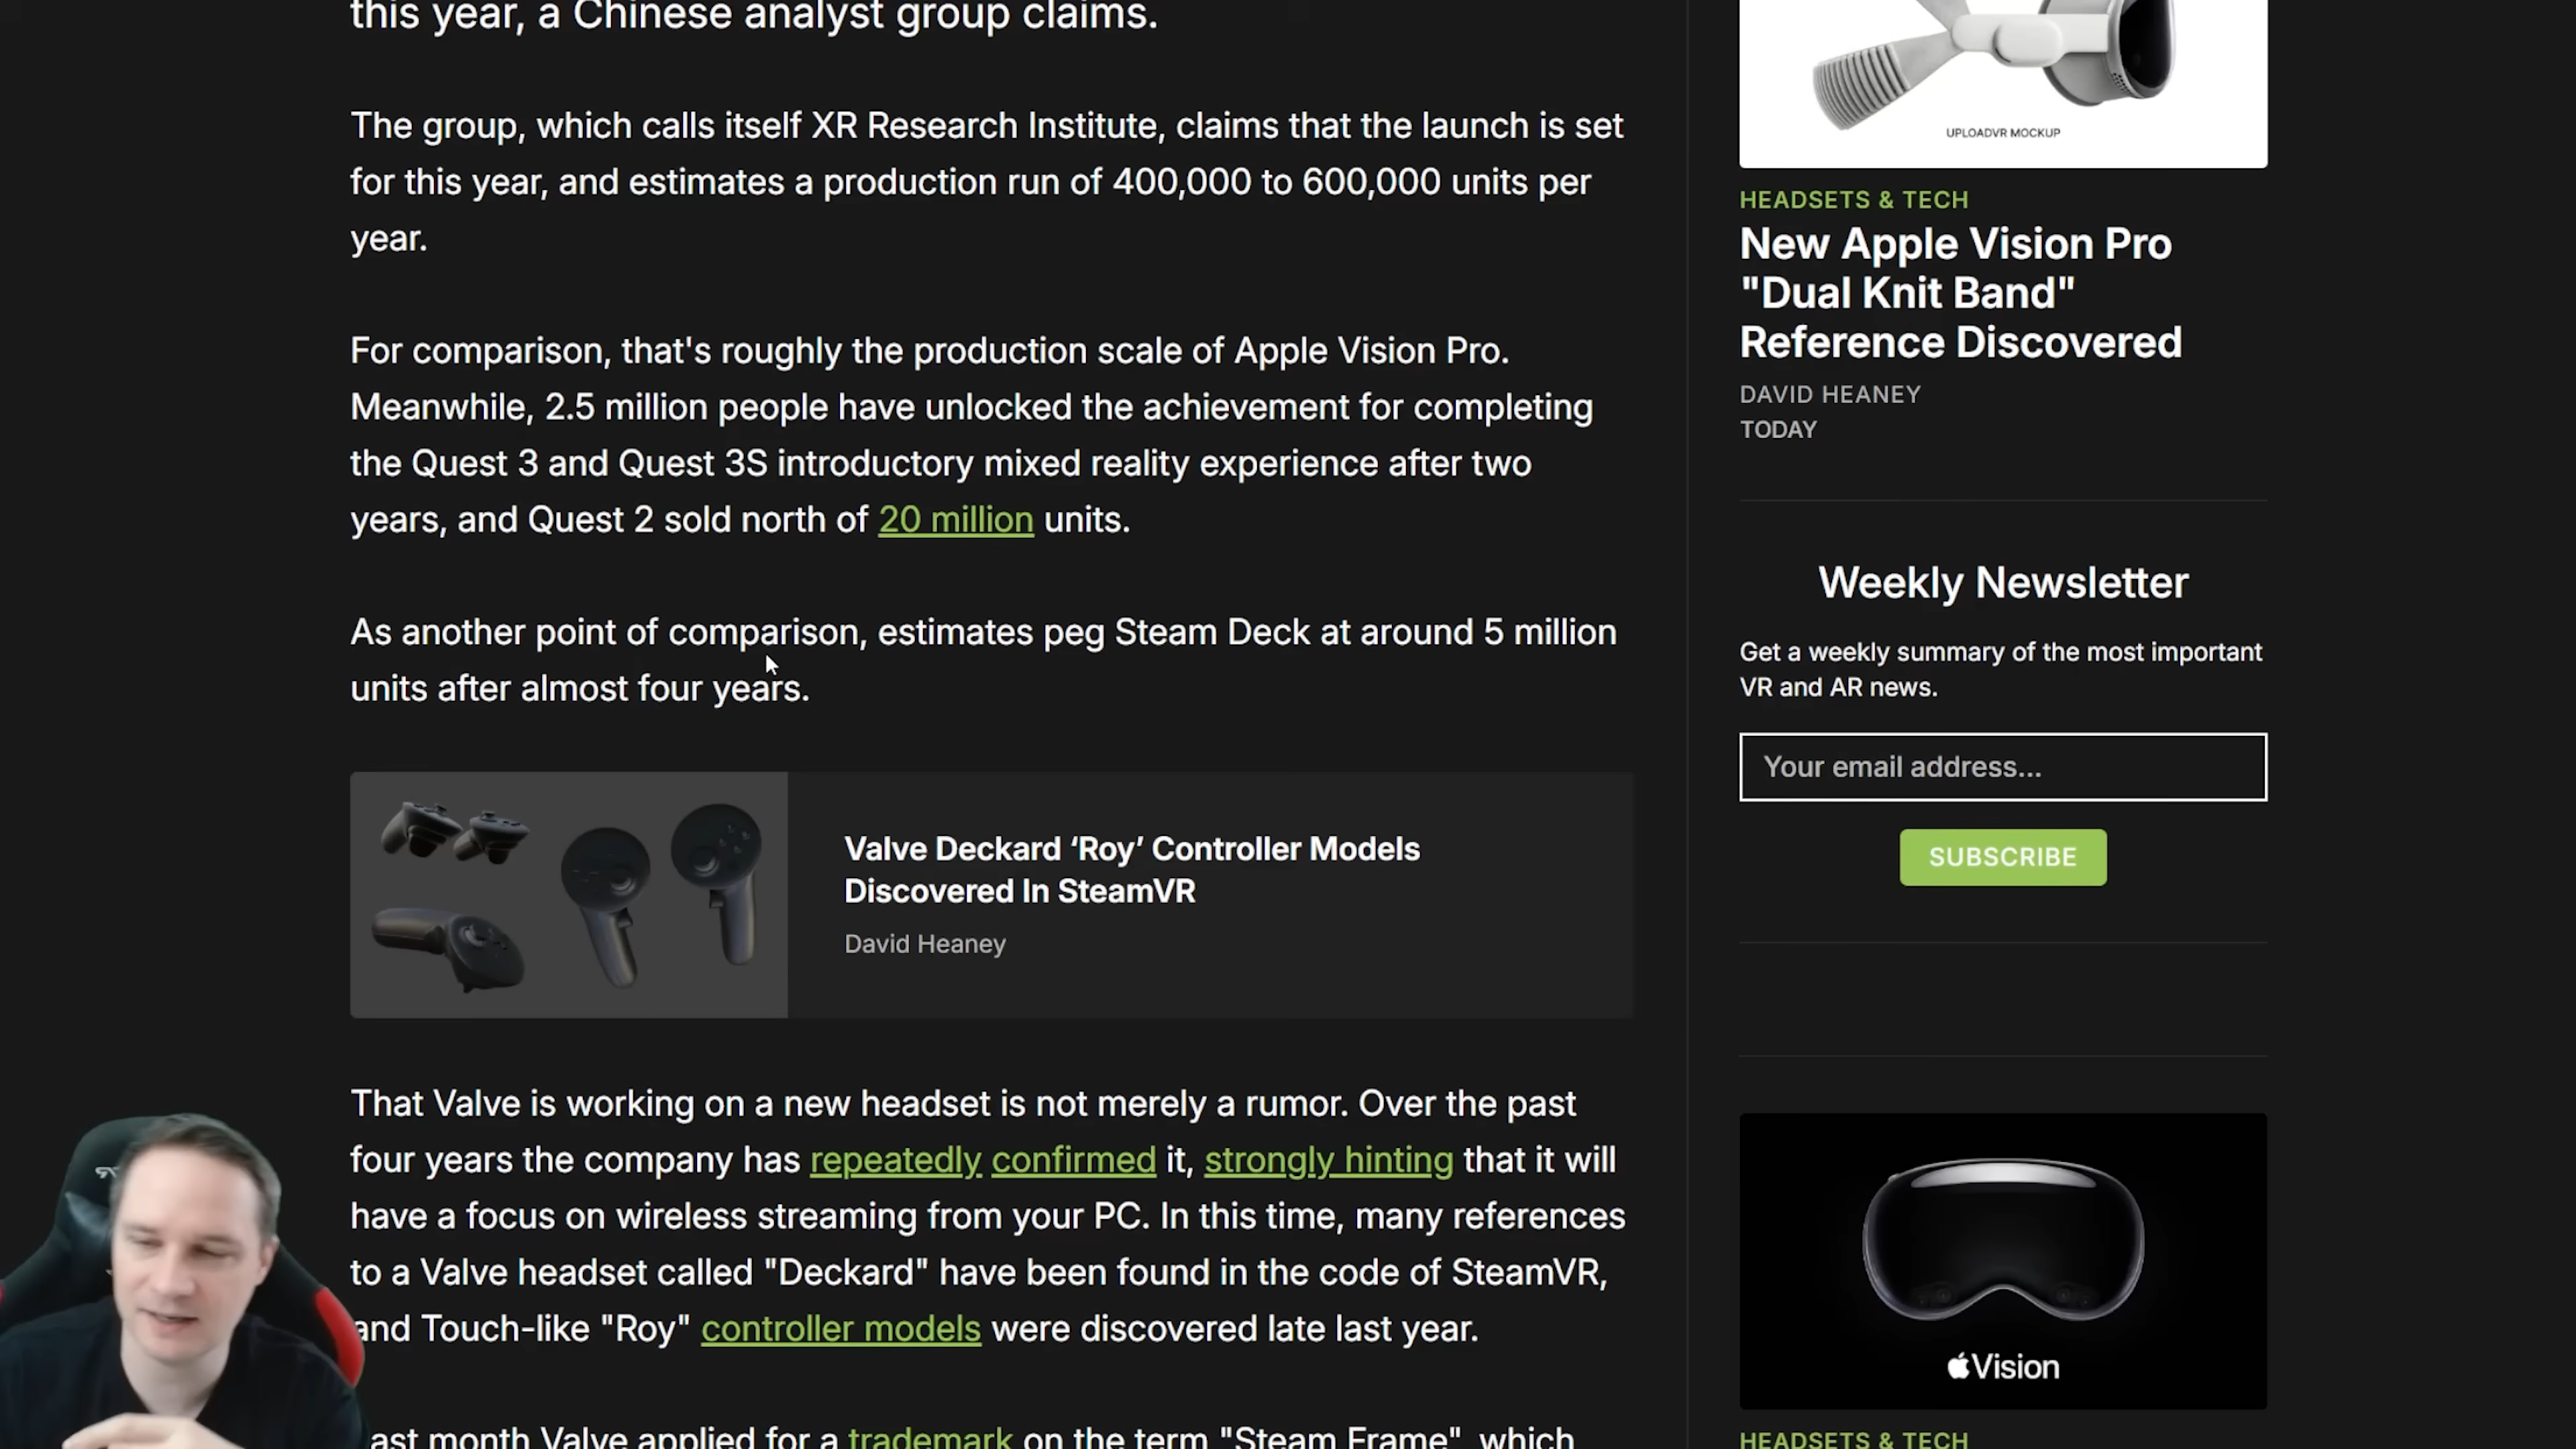 this year, a Chinese analyst group claims.
The group, which calls itself XR Research Institute, claims that the launch is set
for this year, and estimates a production run of 400,000 to 600,000 units per
year.
For comparison, that's roughly the production scale of Apple Vision Pro.
Meanwhile, 2.5 million people have unlocked the achievement for completing
the Quest 3 and Quest 3S introductory mixed reality experience after two
years, and Quest 2 sold north of 20 million units.
As another point of comparison, estimates peg Steam Deck at around 5 million
units after almost four years.
Valve Deckard ‘Roy’ Controller Models
Discovered In SteamVR
David Heaney
That Valve is working on a new headset is not merely a rumor. Over the past
four years the company has repeatedly confirmed it, strongly hinting that it will
have a focus on wireless streaming from your PC. In this time, many references
to a Valve headset called "Deckard" have been found in the code of SteamVR,
and Touch-like "Roy" controller models were discovered late last year.
ast month Valve applied for a trademark on the term "Steam Frame", which
UPLOADVR MOCKUP
HEADSETS & TECH
New Apple Vision Pro
"Dual Knit Band"
Reference Discovered
DAVID HEANEY
TODAY
Weekly Newsletter
Get a weekly summary of the most important
VR and AR news.
Your email address...
SUBSCRIBE
Vision
HEADSETS & TECH